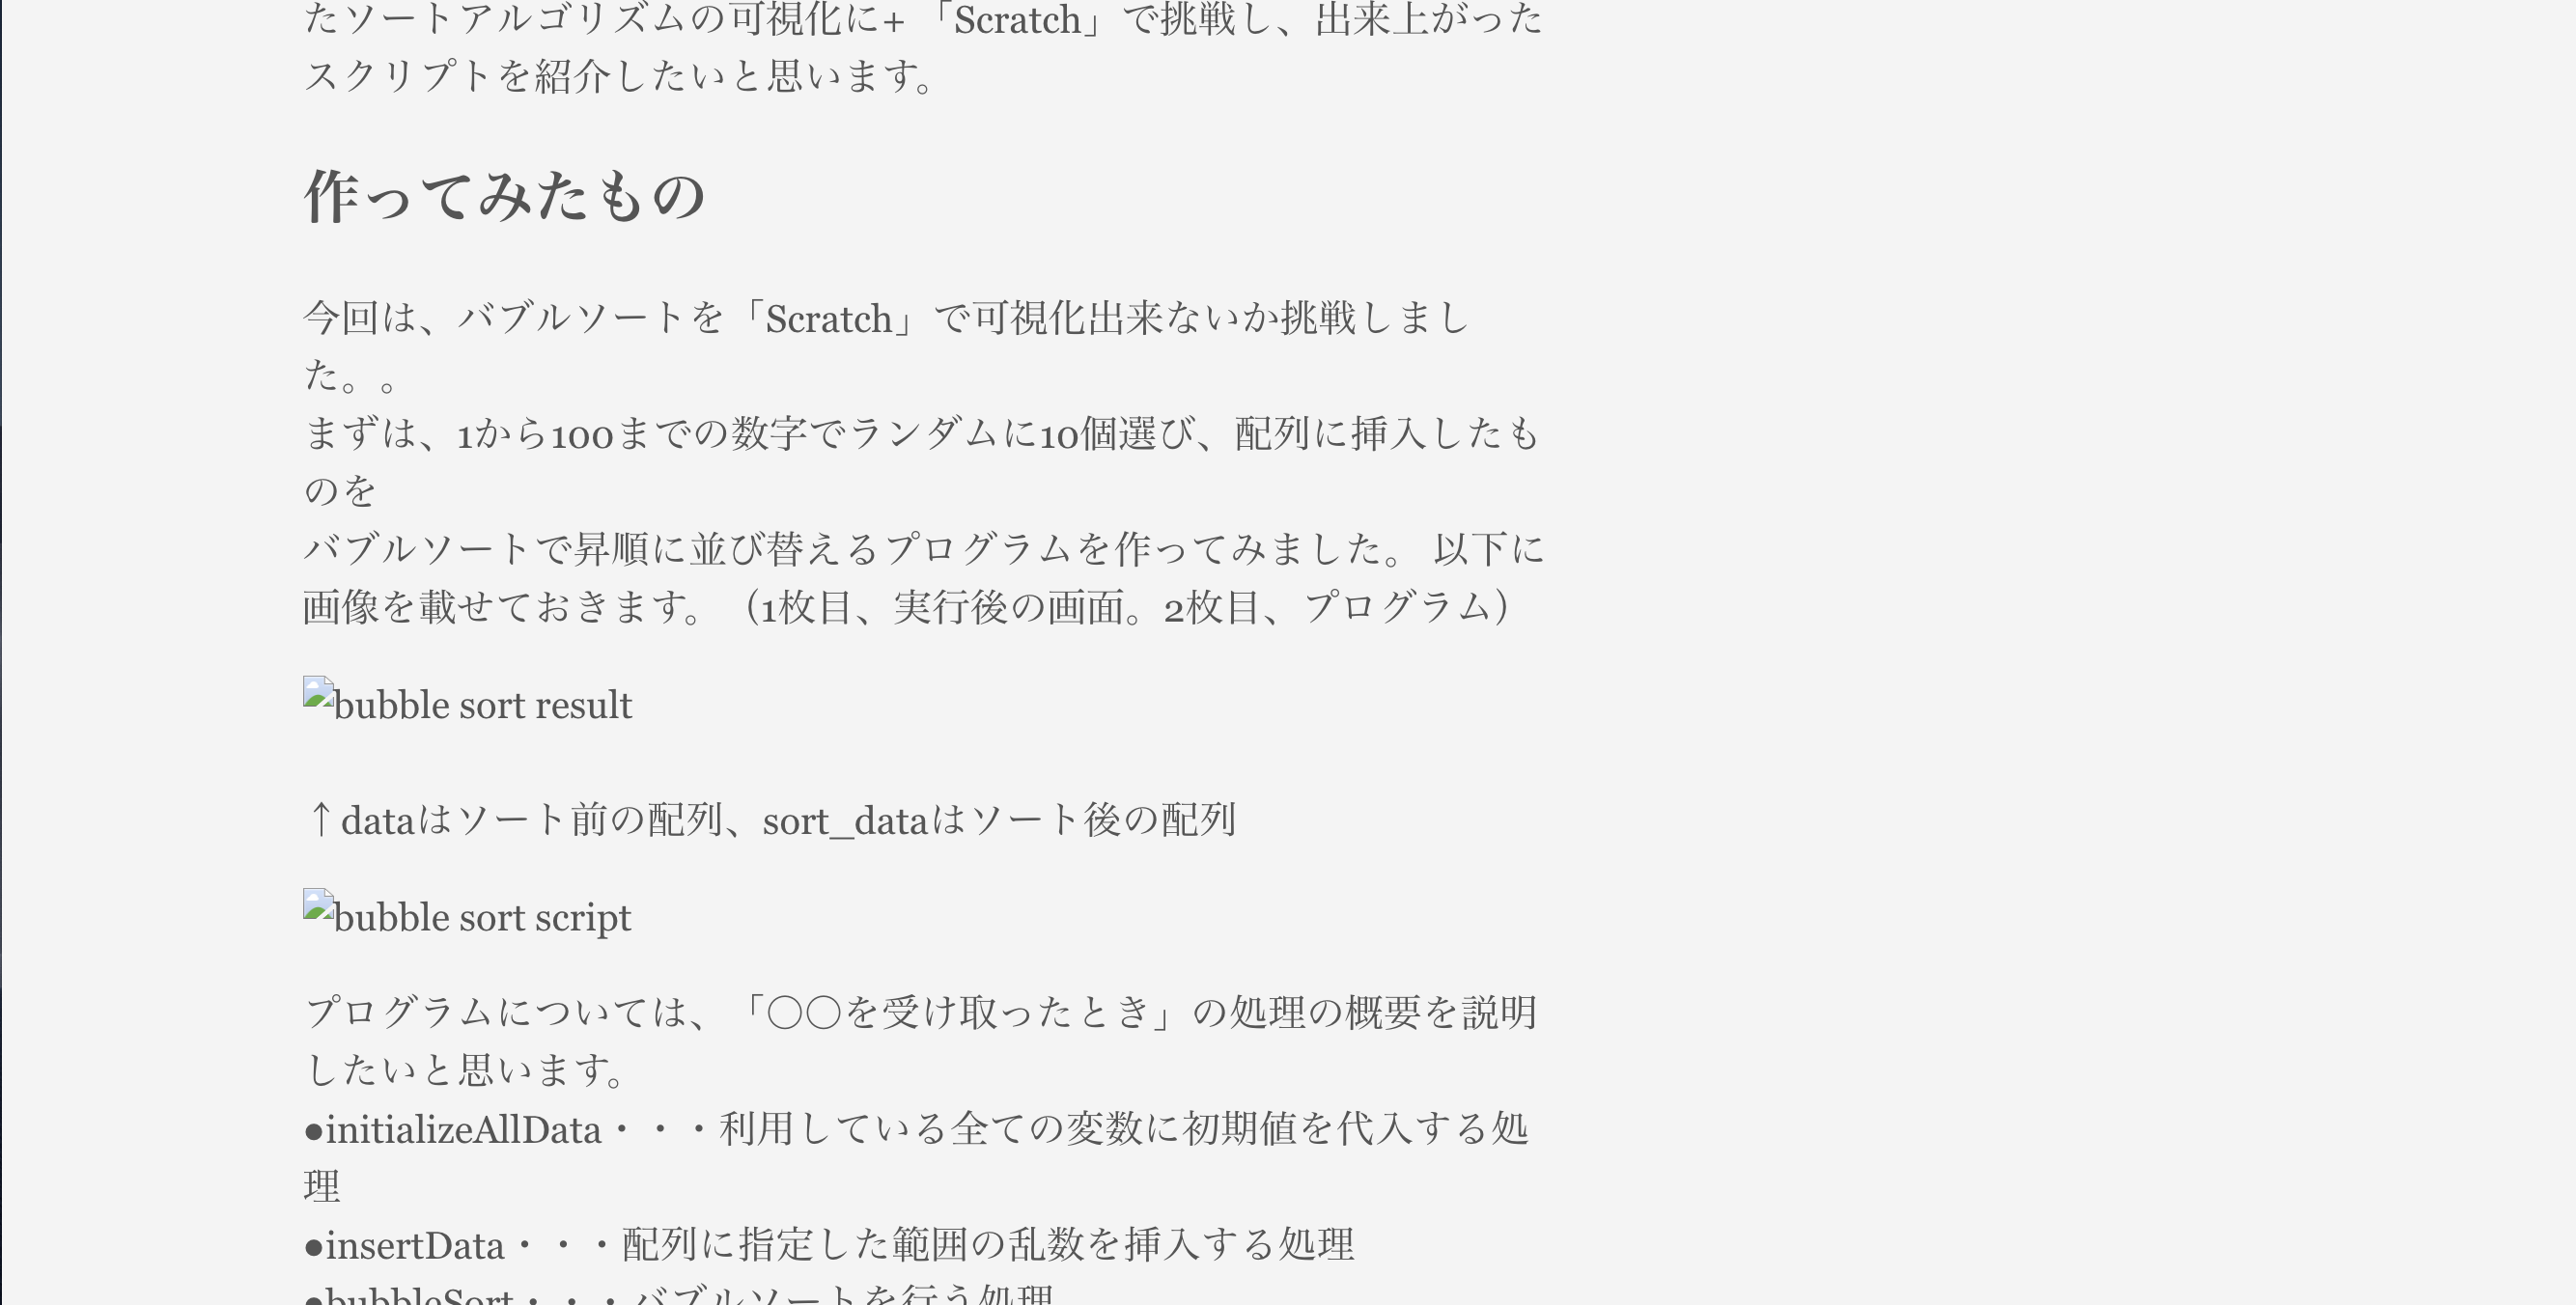 たソートアルゴリズムの可視化に+ 「Scratch」で挑戦し、出来上がった
スクリプトを紹介したいと思います。
作ってみたもの
今回は、バブルソートを「Scratch」で可視化出来ないか挑戦しまし
た。。
まずは、1から100までの数字でランダムに10個選び、配列に挿入したも
のを
バブルソートで昇順に並び替えるプログラムを作ってみました。 以下に
画像を載せておきます。（1枚目、実行後の画面。2枚目、プログラム）
bubble sort result
↑dataはソート前の配列、sort_dataはソート後の配列
bubble sort script
プログラムについては、「〇〇を受け取ったとき」の処理の概要を説明
したいと思います。
●initializeAllData・・・利用している全ての変数に初期値を代入する処
理
●insertData・・・配列に指定した範囲の乱数を挿入する処理
●bubbleSort・・・バブルソートを行う処理